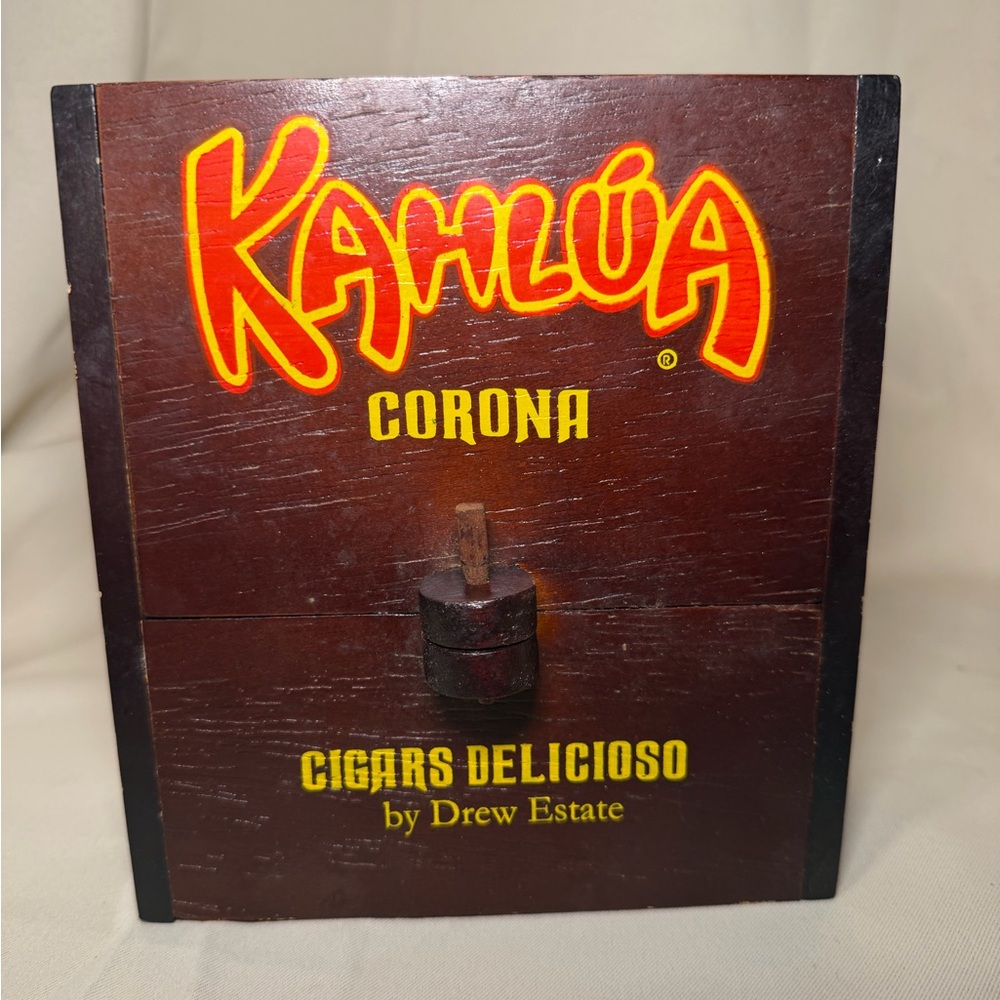 KAHLÚA
®
CORONA
CIGARS DELICIOSO
by Drew Estate